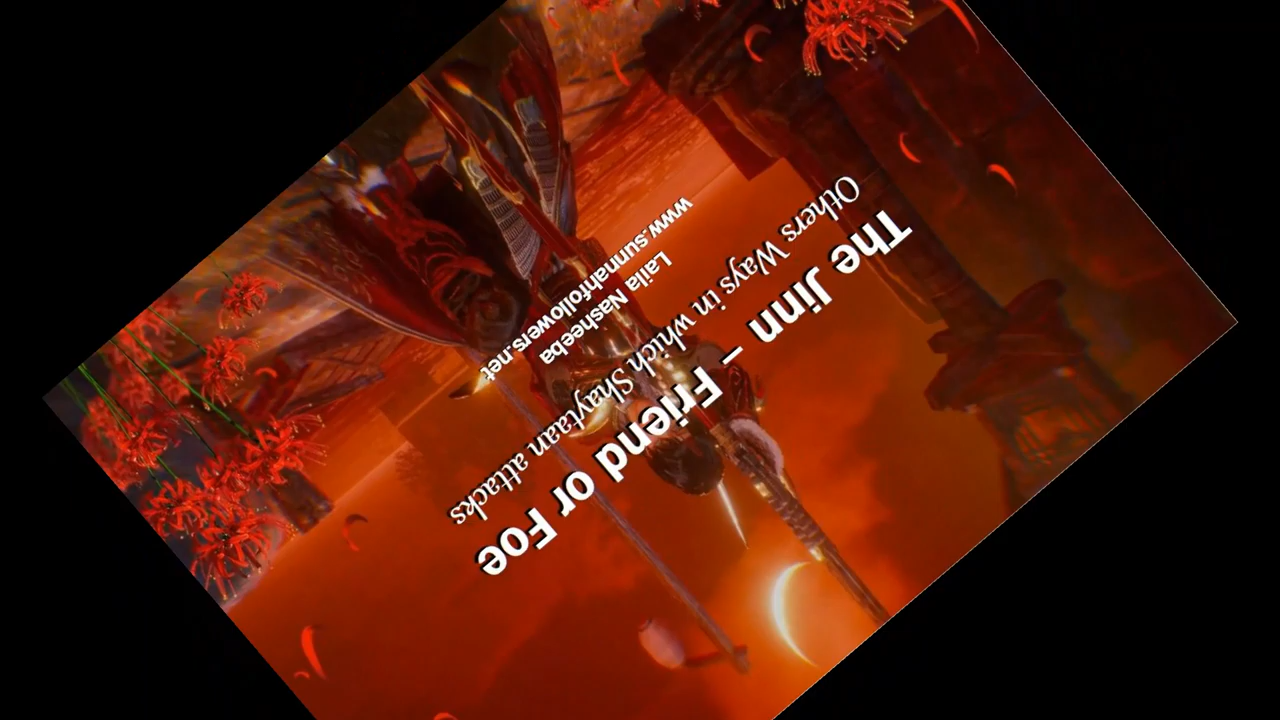 The Jinn – Friend or Foe
Others Ways in which Shaytaan attacks
Laila Nasheeba
www.sunnahfollowers.net